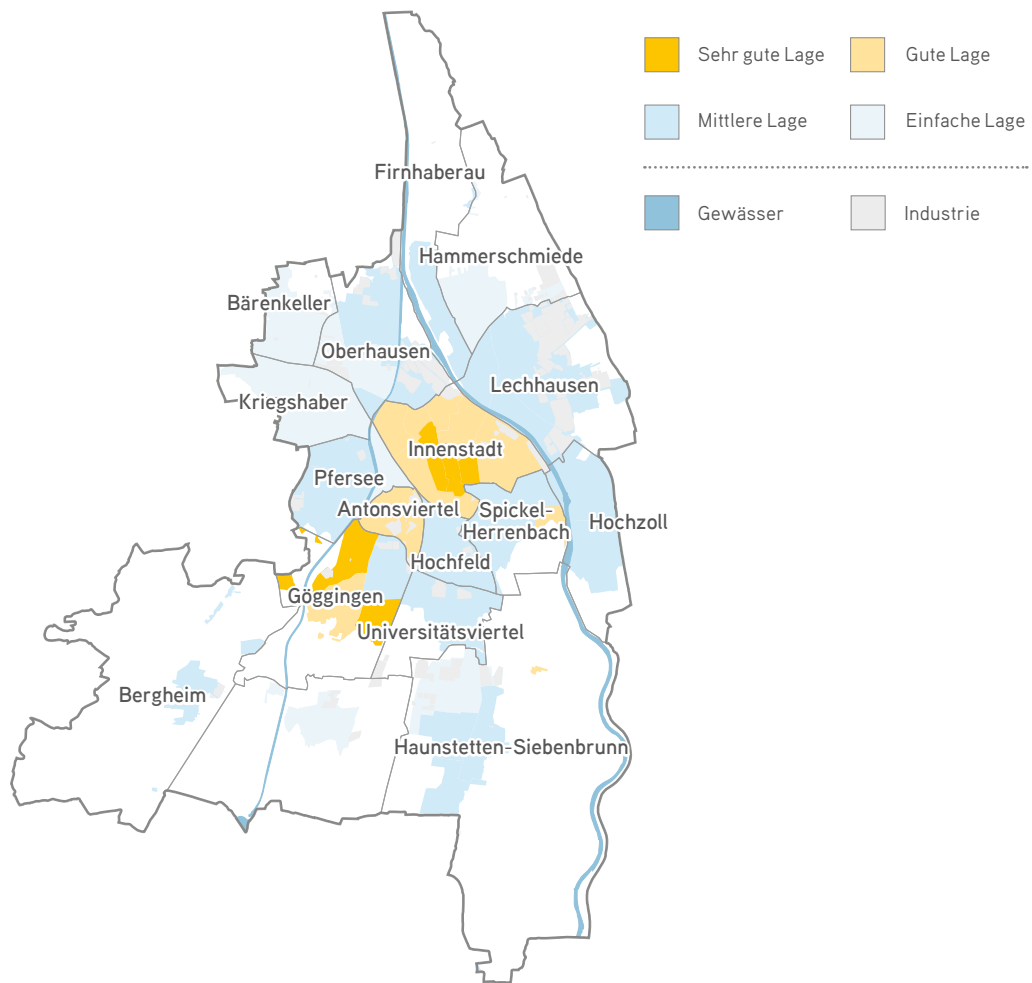 Sehr gute Lage
Gute Lage
Mittlere Lage
Einfache Lage
Gewässer
Industrie
Firnhaberau
Hammerschmiede
Bärenkeller
Oberhausen
Lechhausen
Kriegshaber
Innenstadt
Pfersee
Antonsviertel
Spickel-
Herrenbach
Hochzoll
Hochfeld
Göggingen
Universitätsviertel
Bergheim
Haunstetten-Siebenbrunn